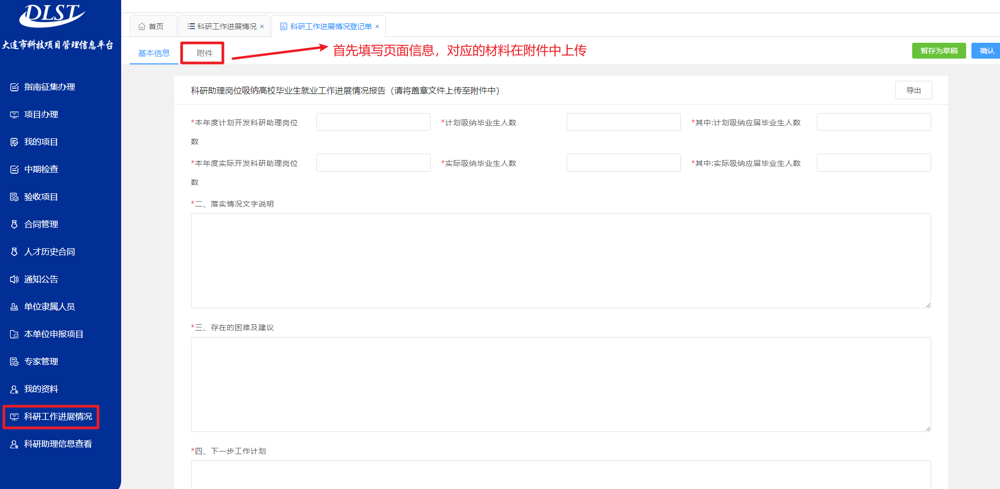 DLST
大连市科技项目管理信息平台
指南征集办理
项目办理
我的项目
中期检查
验收项目
合同管理
人才历史合同
通知公告
单位隶属人员
本单位申报项目
专家管理
我的资料
科研工作进展情况
科研助理信息查看
首页
科研工作进展情况 ×
科研工作进展情况登记单 ×
基本信息
附件
首先填写页面信息，对应的材料在附件中上传
暂存为草稿
确认
科研助理岗位吸纳高校毕业生就业工作进展情况报告（请将盖章文件上传至附件中）
导出
*本年度计划开发科研助理岗位数
*计划吸纳毕业生人数
*其中:计划吸纳应届毕业生人数
*本年度实际开发科研助理岗位数
*实际吸纳毕业生人数
*其中:实际吸纳应届毕业生人数
*二、落实情况文字说明
*三、存在的困难及建议
*四、下一步工作计划